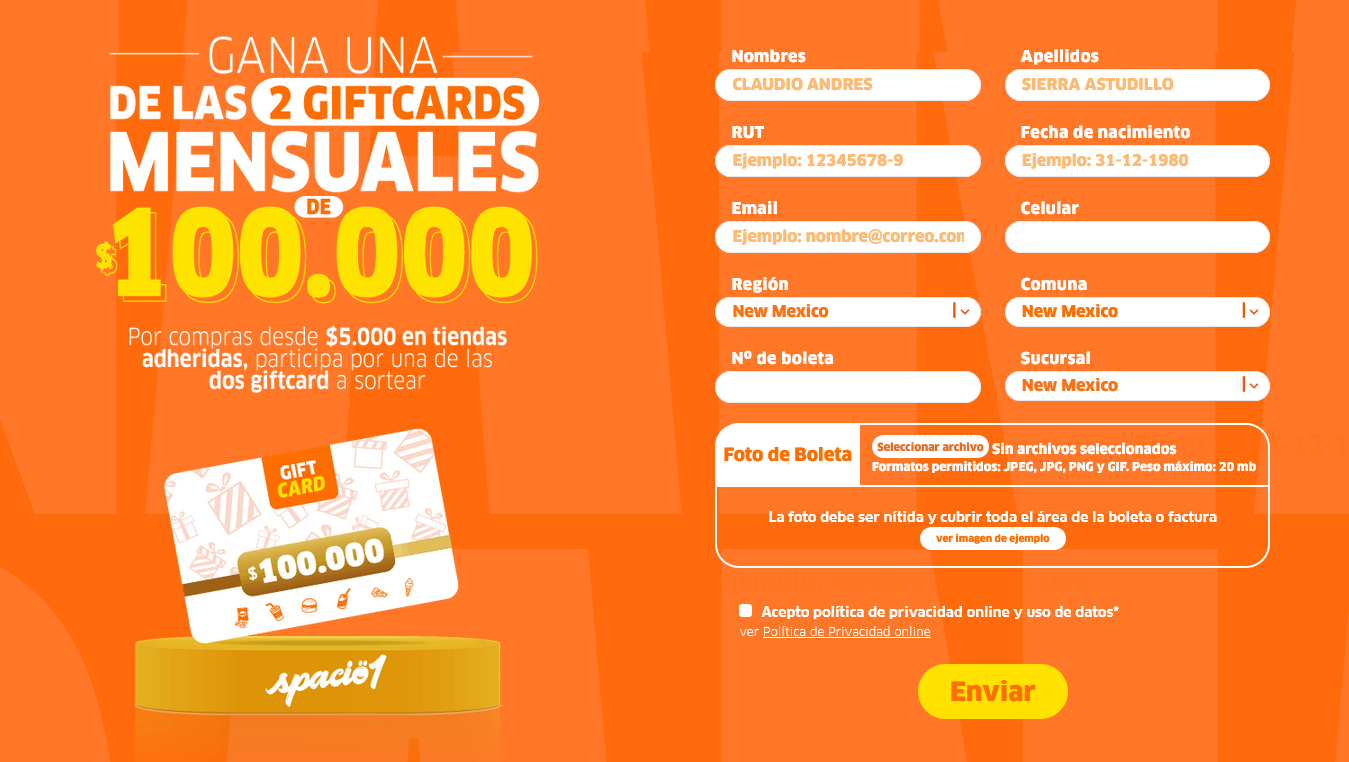 GANA UNA
DE LAS 2 GIFTCARDS
MENSUALES
DE
$100.000
Por compras desde $5.000 en tiendas
adheridas, participa por una de las
dos giftcard a sortear
GIFT
CARD
$100.000
spacio1
Nombres
CLAUDIO ANDRES
Apellidos
SIERRA ASTUDILLO
RUT
Ejemplo: 12345678-9
Fecha de nacimiento
Ejemplo: 31-12-1980
Email
Ejemplo: nombre@correo.com
Celular
Región
New Mexico
Comuna
New Mexico
Nº de boleta
Sucursal
New Mexico
Foto de Boleta
Seleccionar archivo Sin archivos seleccionados
Formatos permitidos: JPEG, JPG, PNG y GIF. Peso máximo: 20 mb
La foto debe ser nítida y cubrir toda el área de la boleta o factura
ver imagen de ejemplo
Acepto política de privacidad online y uso de datos*
ver Política de Privacidad online
Enviar